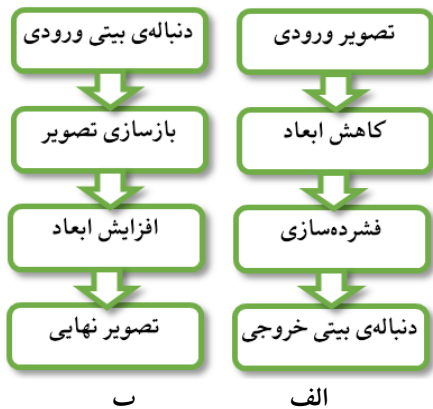 تصویر ورودی
کاهش ابعاد
فشرده‌سازی
دنباله‌ی بیتی خروجی
الف
دنباله‌ی بیتی ورودی
بازسازی تصویر
افزایش ابعاد
تصویر نهایی
ب